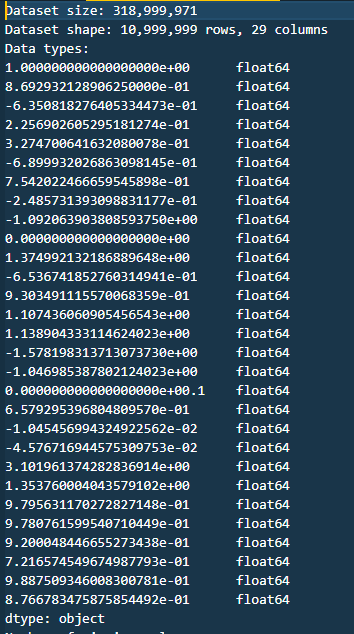 Dataset size: 318,999,971
Dataset shape: 10,999,999 rows, 29 columns
Data types:
1.000000000000000000e+00 float64
8.692932128906250000e-01 float64
-6.350818276405334473e-01 float64
2.256902605295181274e-01 float64
3.274700641632080078e-01 float64
-6.899932026863098145e-01 float64
7.542022466659545898e-01 float64
-2.485731393098831177e-01 float64
-1.092063903808593750e+00 float64
0.000000000000000000e+00 float64
1.374992132186889648e+00 float64
-6.536741852760314941e-01 float64
9.303491115570068359e-01 float64
1.107436060905456543e+00 float64
1.138904333114624023e+00 float64
-1.578198313713073730e+00 float64
-1.046985387802124023e+00 float64
0.000000000000000000e+00.1 float64
6.579295396804809570e-01 float64
-1.045456994324922562e-02 float64
-4.576716944575309753e-02 float64
3.101961374282836914e+00 float64
1.353760004043579102e+00 float64
9.795631170272827148e-01 float64
9.780761599540710449e-01 float64
9.200048446655273438e-01 float64
7.216574549674987793e-01 float64
9.887509346008300781e-01 float64
8.766783475875854492e-01 float64
dtype: object